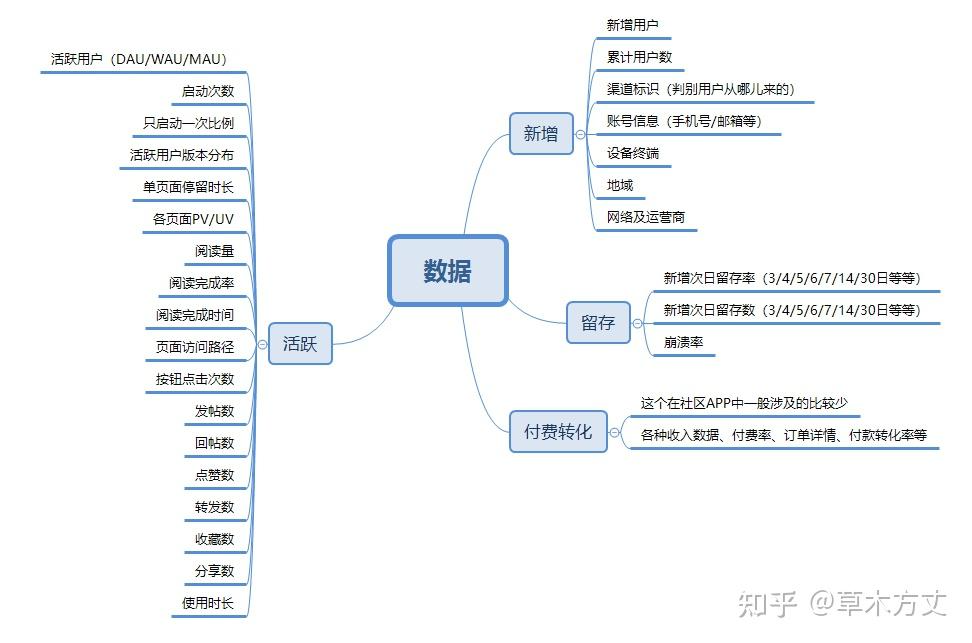 数据
新增
新增用户
累计用户数
渠道标识（判别用户从哪儿来的）
账号信息（手机号/邮箱等）
设备终端
地域
网络及运营商
留存
新增次日留存率（3/4/5/6/7/14/30日等等）
新增次日留存数（3/4/5/6/7/14/30日等等）
崩溃率
付费转化
这个在社区APP中一般涉及的比较少
各种收入数据、付费率、订单详情、付款转化率等
活跃
活跃用户（DAU/WAU/MAU）
启动次数
只启动一次比例
活跃用户版本分布
单页面停留时长
各页面PV/UV
阅读量
阅读完成率
阅读完成时间
页面访问路径
按钮点击次数
发帖数
回帖数
点赞数
转发数
收藏数
分享数
使用时长
知乎 @草木方丈